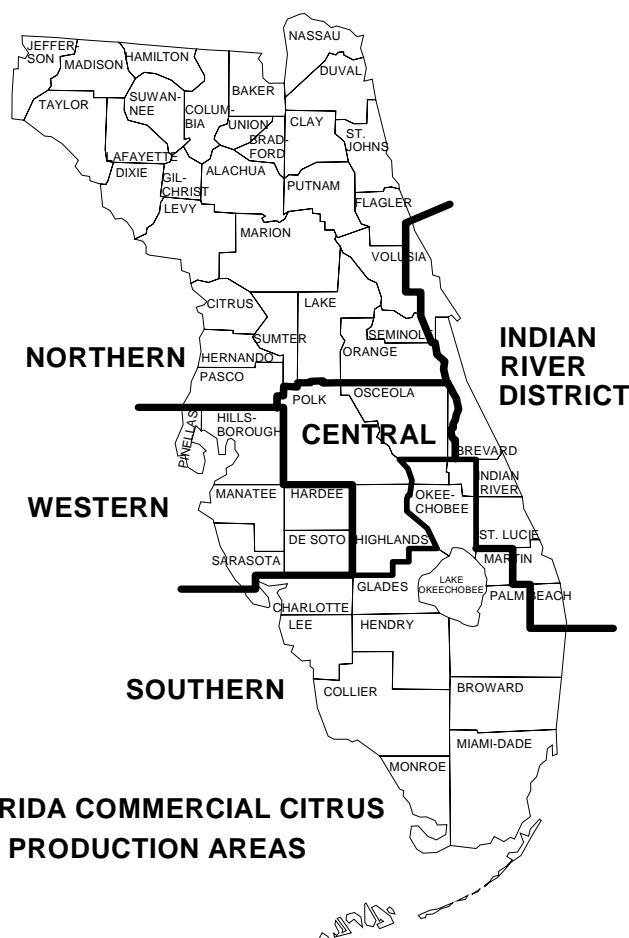 NASSAU
JEFFER-
SON
MADISON
HAMILTON
DUVAL
BAKER
TAYLOR
SUWAN-
NEE
COLUM-
BIA
UNION
BRAD-
FORD
CLAY
ST.
JOHNS
LAFAYETTE
DIXIE
GIL-
CHRIST
ALACHUA
PUTNAM
FLAGLER
LEVY
MARION
VOLUSIA
CITRUS
LAKE
SUMTER
SEMINOLE
ORANGE
HERNANDO
PASCO
NORTHERN
INDIAN
RIVER
DISTRICT
POLK
OSCEOLA
HILLS-
BOROUGH
PINELLAS
CENTRAL
BREVARD
INDIAN
RIVER
WESTERN
MANATEE
HARDEE
OKEE-
CHOBEE
DE SOTO
HIGHLANDS
ST. LUCIE
SARASOTA
MARTIN
GLADES
LAKE
OKEECHOBEE
PALM BEACH
CHARLOTTE
LEE
HENDRY
SOUTHERN
COLLIER
BROWARD
MIAMI-DADE
MONROE
RIDA COMMERCIAL CITRUS
PRODUCTION AREAS